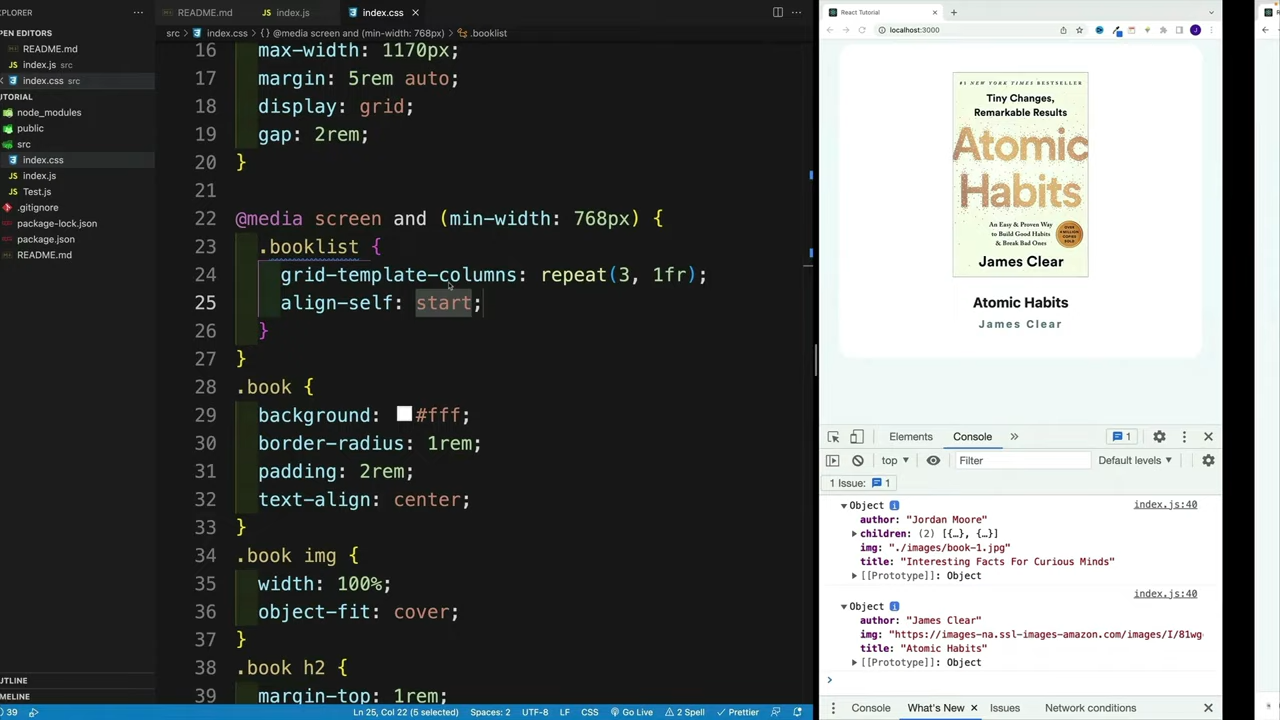 XPLORER
README.md
index.js
index.css
React Tutorial
src > index.css > {} @media screen and (min-width: 768px) > .booklist
localhost:3000
J
PEN EDITORS
README.md
index.js src
index.css src
UTORIAL
node_modules
public
src
index.css
index.js
Test.js
.gitignore
package-lock.json
package.json
README.md
UTLINE
IMELINE
16 max-width: 1170px;
17 margin: 5rem auto;
18 display: grid;
19 gap: 2rem;
20 }
21
22 @media screen and (min-width: 768px) {
23 .booklist {
24 grid-template-columns: repeat(3, 1fr);
25 align-self: start;
26 }
27 }
28 .book {
29 background: #fff;
30 border-radius: 1rem;
31 padding: 2rem;
32 text-align: center;
33 }
34 .book img {
35 width: 100%;
36 object-fit: cover;
37 }
38 .book h2 {
39 margin-top: 1rem;
#1 NEW YORK TIMES BESTSELLER
Tiny Changes,
Remarkable Results
Atomic
Habits
An Easy & Proven Way
to Build Good Habits
& Break Bad Ones
James Clear
Atomic Habits
James Clear
Elements
Console
1
top
Filter
Default levels
1 Issue: 1
Object
index.js:40
author: "Jordan Moore"
children: (2) [{…}, {…}]
img: "./images/book-1.jpg"
title: "Interesting Facts For Curious Minds"
[[Prototype]]: Object
index.js:40
Object
author: "James Clear"
img: "https://images-na.ssl-images-amazon.com/images/I/81wg
title: "Atomic Habits"
[[Prototype]]: Object
Console
What's New
Issues
Network conditions
39
Ln 25, Col 22 (5 selected)
Spaces: 2
UTF-8
LF
CSS
Go Live
2 Spell
Prettier